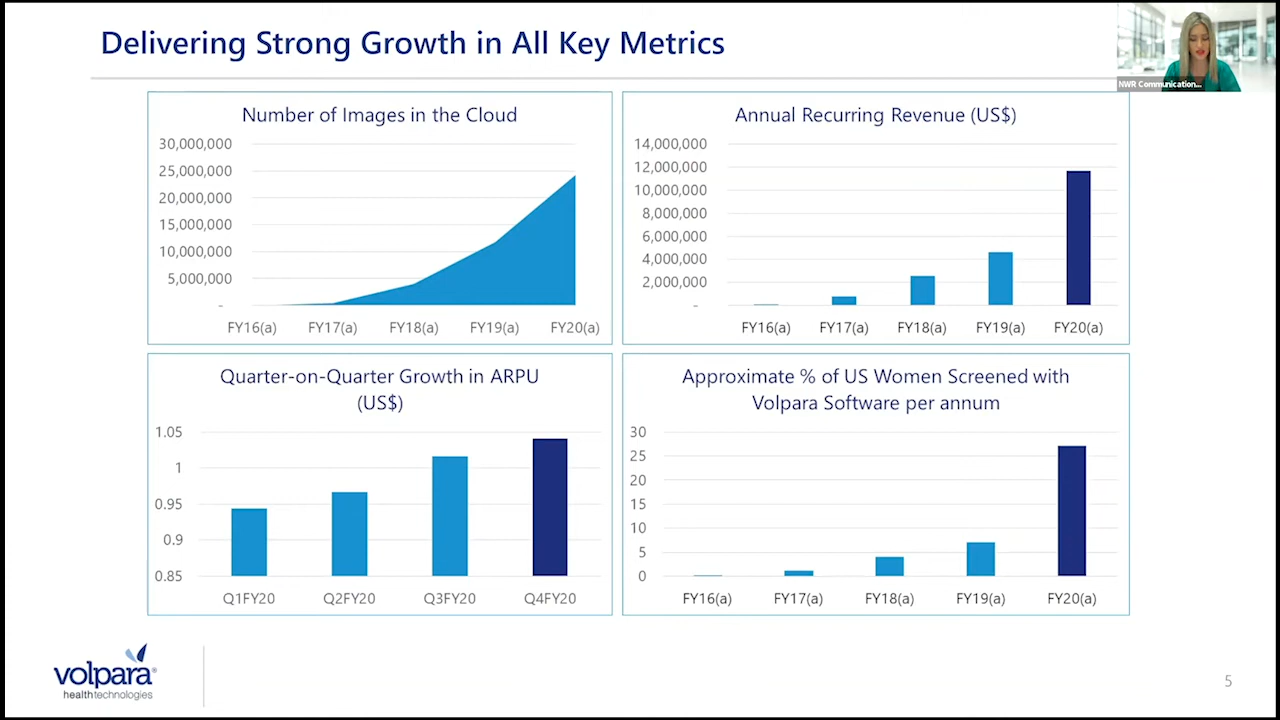 Delivering Strong Growth in All Key Metrics
NWR Communication...
Number of Images in the Cloud
30,000,000
25,000,000
20,000,000
15,000,000
10,000,000
5,000,000
-
FY16(a) FY17(a) FY18(a) FY19(a) FY20(a)
Annual Recurring Revenue (US$)
14,000,000
12,000,000
10,000,000
8,000,000
6,000,000
4,000,000
2,000,000
-
FY16(a) FY17(a) FY18(a) FY19(a) FY20(a)
Quarter-on-Quarter Growth in ARPU
(US$)
1.05
1
0.95
0.9
0.85
Q1FY20 Q2FY20 Q3FY20 Q4FY20
Approximate % of US Women Screened with
Volpara Software per annum
30
25
20
15
10
5
0
FY16(a) FY17(a) FY18(a) FY19(a) FY20(a)
volpara®
healthtechnologies
5